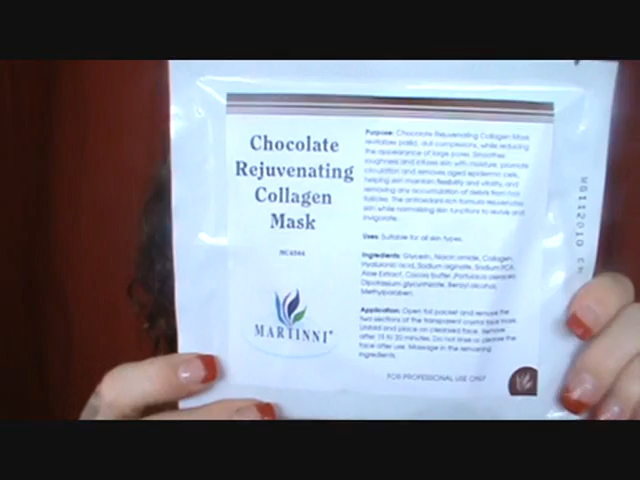 Chocolate
Rejuvenating
Collagen
Mask
MARTINNI
Purpose: Chocolate Rejuvenating Collagen Mask
revitalizes pallid, dull complexions, while reducing
the appearance of large pores. Smoothes
roughness and infuses skin with moisture, promote
circulation and removes aged epidermic cells,
helping skin maintain flexibility and vitality, and
removing any accumulation of debris from hair
follicles. The antioxidant rich formula rejuvenates
skin while normalizing skin functions to revive and
invigorate.
Uses: Suitable for all skin types.
Ingredients: Glycerin, Niacinamide, Collagen,
Hyaluronic acid, Sodium alginate, Sodium PCA,
Aloe Extract, Cocoa butter, Portulaca oleracea,
Dipotassium glycyrrhizate, Benzyl alcohol,
Methylparaben.
Application: Open foil packet and remove the
two sections of the transparent crystal face mask.
Unfold and place on cleansed face. Remove
after 15 to 20 minutes. Do not rinse or cleanse the
face after use. Massage in the remaining
ingredients.
FOR PROFESSIONAL USE ONLY